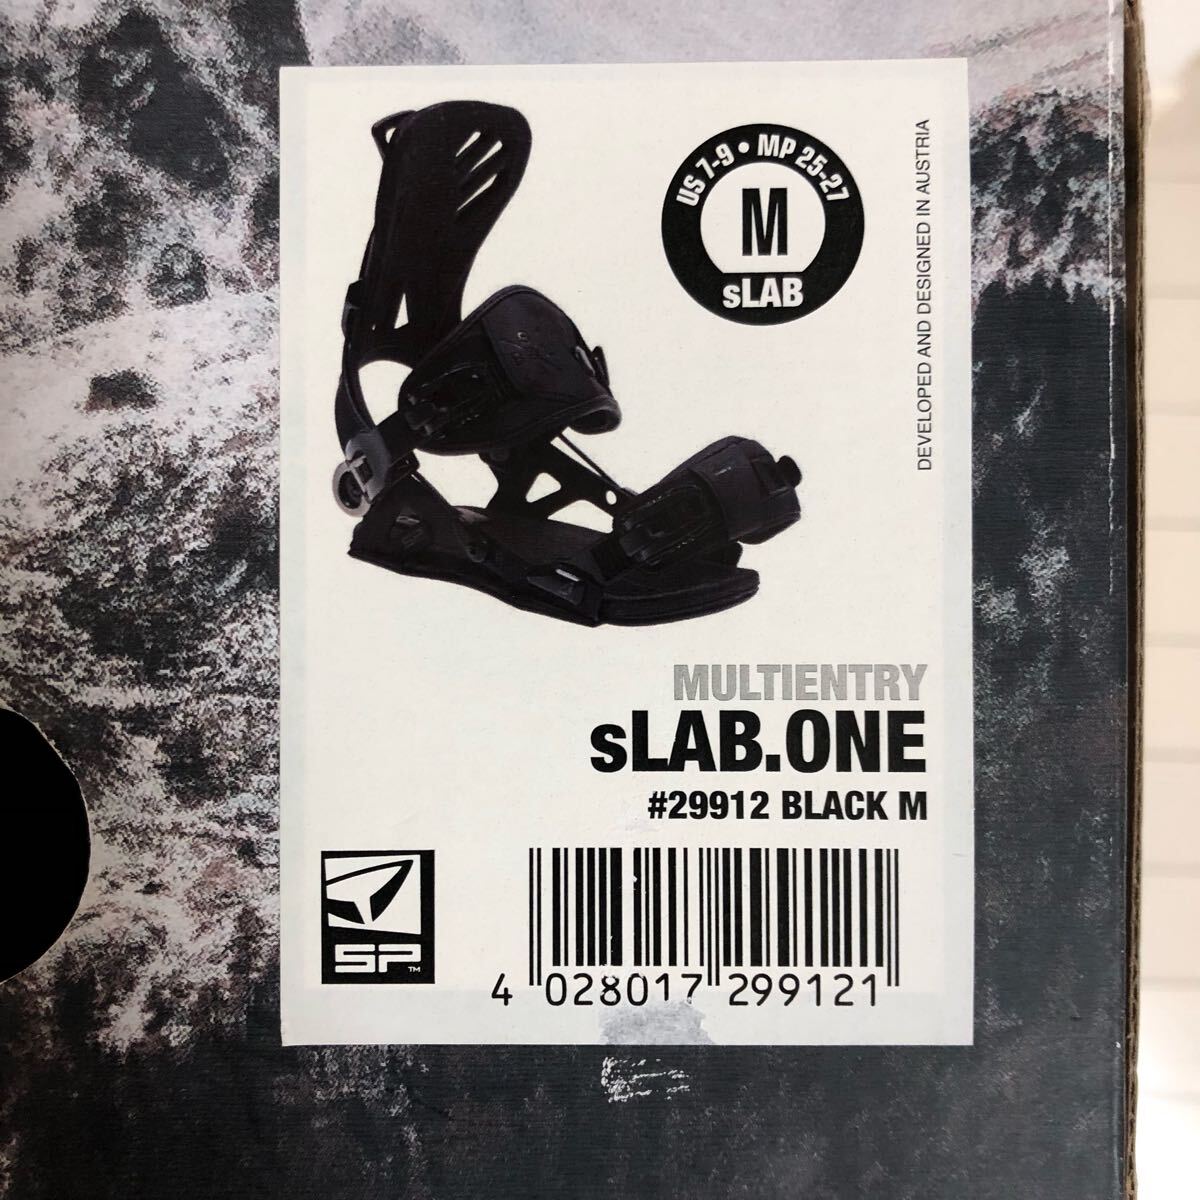 US 7-9 • MP 25-27
M
sLAB
DEVELOPED AND DESIGNED IN AUSTRIA
MULTIENTRY
sLAB.ONE
#29912 BLACK M
SP™
4 028017 299121